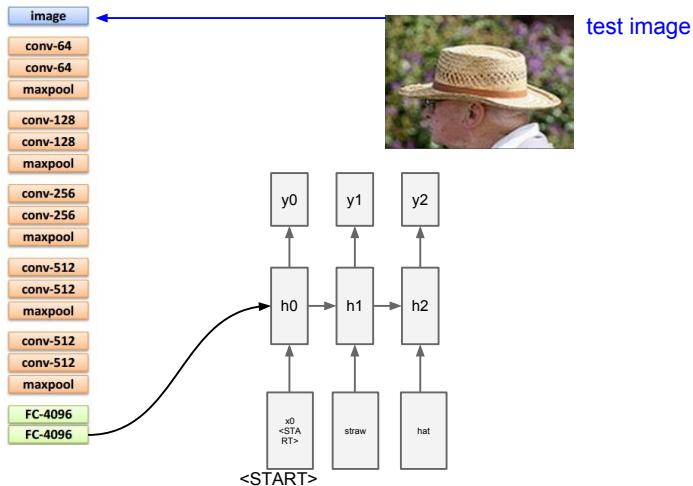 image
test image
conv-64
conv-64
maxpool
conv-128
conv-128
maxpool
conv-256
conv-256
maxpool
conv-512
conv-512
maxpool
conv-512
conv-512
maxpool
FC-4096
FC-4096
y0
y1
y2
h0
h1
h2
x0
<STA
RT>
straw
hat
<START>